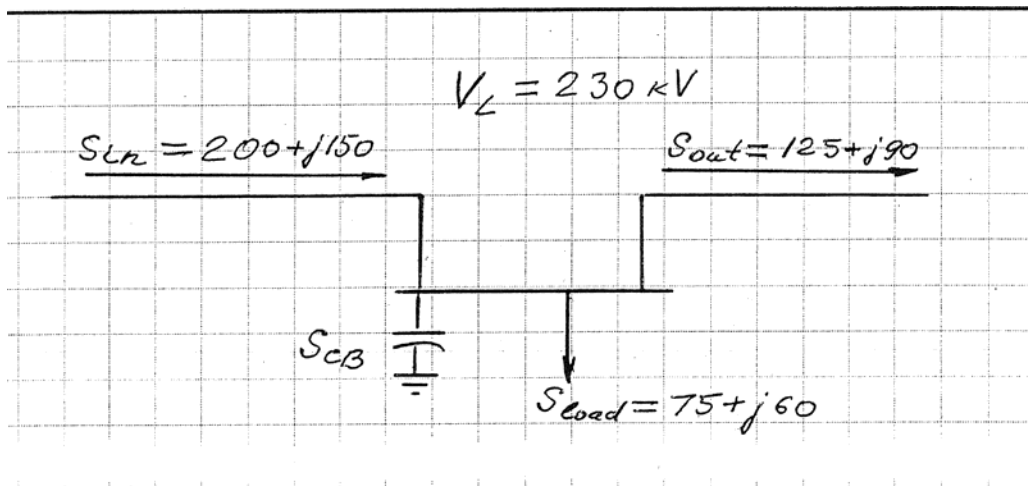 V_L = 230 kV
S_in = 200+j150
S_out = 125+j90
S_CB
S_load = 75+j60